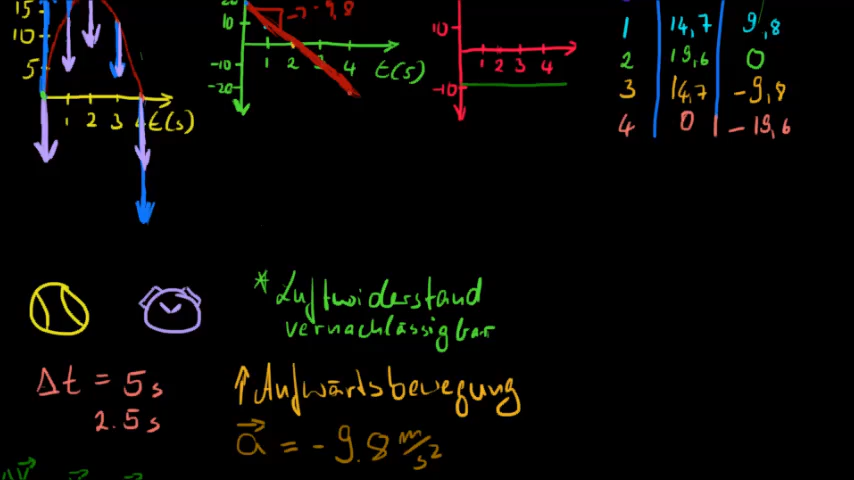 15
10
5
1 2 3 4 t(s)
20
10
-10
-20
1 2 3 4 t(s)
→ -9,8
10
-10
1 2 3 4
1 14,7 9,8
2 19,6 0
3 14,7 -9,8
4 0 -19,6
* Luftwiderstand
vernachlässigbar
Δt = 5s
2.5s
↑ Aufwärtsbewegung
a⃗ = -9.8 m/s²